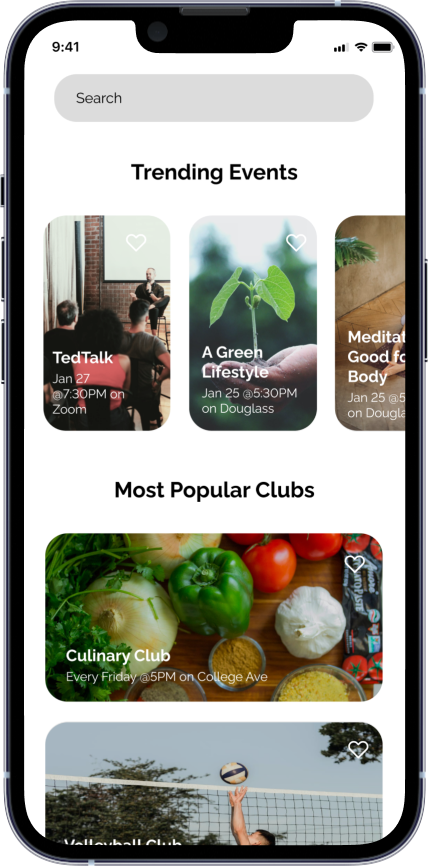 9:41
Search
Trending Events
TedTalk
Jan 27
@7:30PM on
Zoom
A Green
Lifestyle
Jan 25 @5:30PM
on Douglass
Meditat
Good fo
Body
Jan 25 @5
on Dougla
Most Popular Clubs
Culinary Club
Every Friday @5PM on College Ave
Volleyball Club